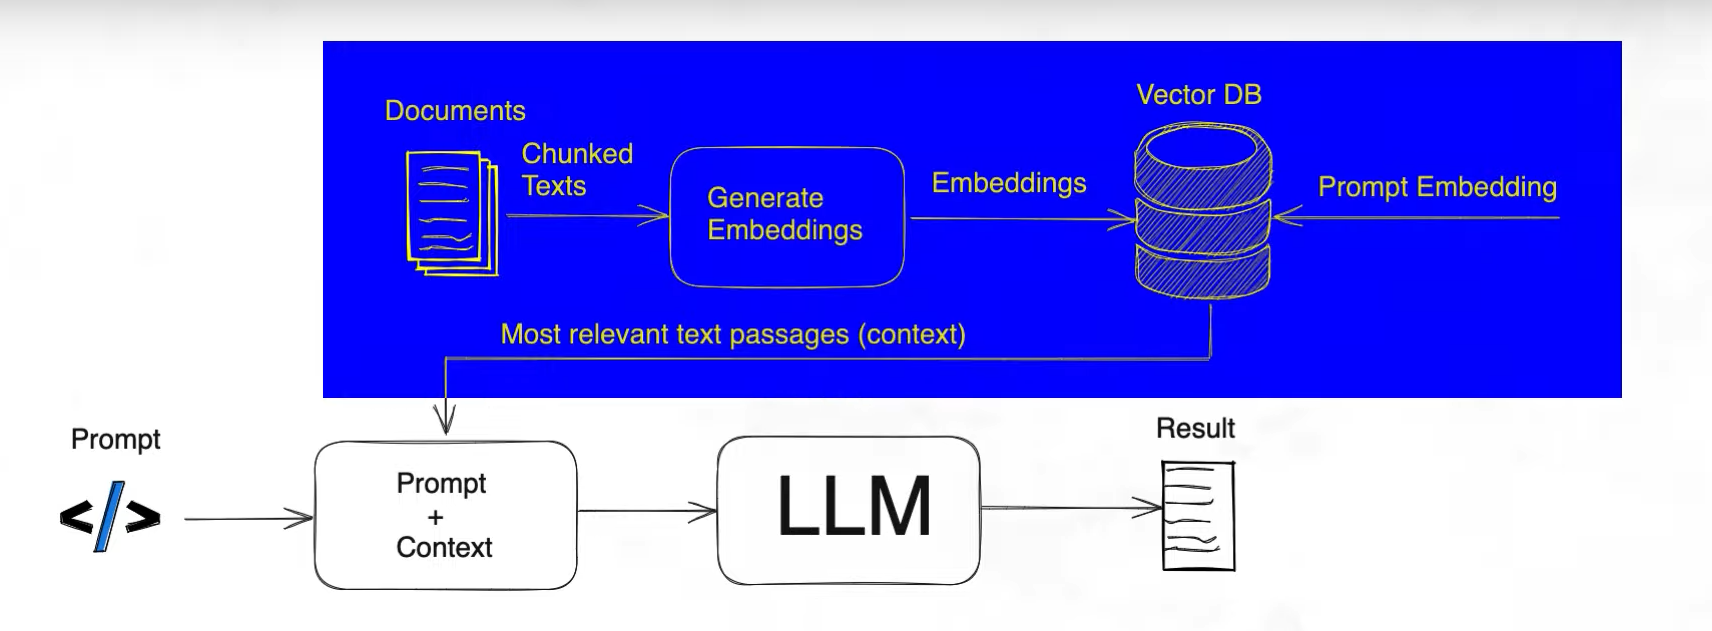 Documents
Chunked
Texts
Generate
Embeddings
Embeddings
Vector DB
Prompt Embedding
Most relevant text passages (context)
Prompt
</>
Prompt
+
Context
LLM
Result